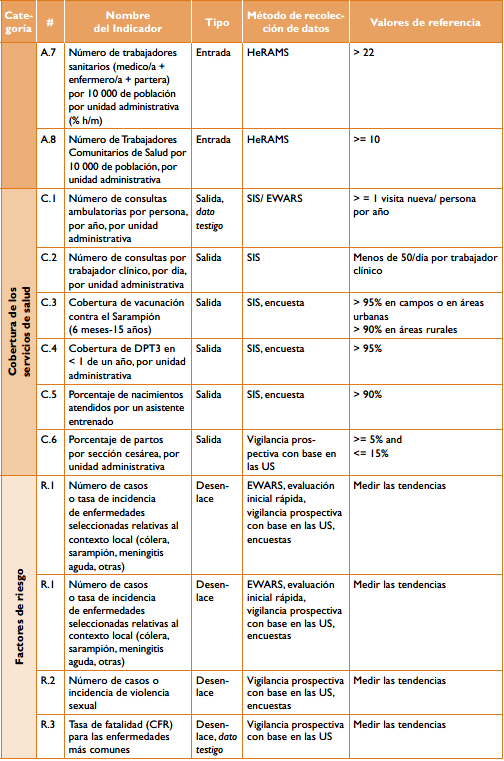 Cate-
goría
#
Nombre
del Indicador
Tipo
Método de recolec-
ción de datos
Valores de referencia
A.7
Número de trabajadores
sanitarios (medico/a +
enfermero/a + partera)
por 10 000 de población
por unidad administrativa
(% h/m)
Entrada
HeRAMS
> 22
A.8
Número de Trabajadores
Comunitarios de Salud por
10 000 de población, por
unidad administrativa
Entrada
HeRAMS
>= 10
Cobertura de los
servicios de salud
C.1
Número de consultas
ambulatorias por persona,
por año, por unidad
administrativa
Salida,
dato
testigo
SIS/ EWARS
> = 1 visita nueva/ persona
por año
C.2
Número de consultas por
trabajador clínico, por día,
por unidad administrativa
Salida
SIS
Menos de 50/día por trabajador
clínico
C.3
Cobertura de vacunación
contra el Sarampión
(6 meses-15 años)
Salida
SIS, encuesta
> 95% en campos o en áreas
urbanas
> 90% en áreas rurales
C.4
Cobertura de DPT3 en
< 1 de un año, por unidad
administrativa
Salida
SIS, encuesta
> 95%
C.5
Porcentaje de nacimientos
atendidos por un asistente
entrenado
Salida
SIS, encuesta
> 90%
C.6
Porcentaje de partos
por sección cesárea, por
unidad administrativa
Salida
Vigilancia pros-
pectiva con base en
las US
>= 5% and
<= 15%
Factores de riesgo
R.1
Número de casos
o tasa de incidencia
de enfermedades
seleccionadas relativas al
contexto local (cólera,
sarampión, meningitis
aguda, otras)
Desen-
lace
EWARS, evaluación
inicial rápida,
vigilancia prospectiva
con base en las US,
encuestas
Medir las tendencias
R.1
Número de casos
o tasa de incidencia
de enfermedades
seleccionadas relativas al
contexto local (cólera,
sarampión, meningitis
aguda, otras)
Desen-
lace
EWARS, evaluación
inicial rápida,
vigilancia prospectiva
con base en las US,
encuestas
Medir las tendencias
R.2
Número de casos o
incidencia de violencia
sexual
Desen-
lace
Vigilancia prospectiva
con base en las US,
encuestas
Medir las tendencias
R.3
Tasa de fatalidad (CFR)
para las enfermedades
más comunes
Desen-
lace, dato
testigo
Vigilancia prospectiva
con base en las US
Medir las tendencias